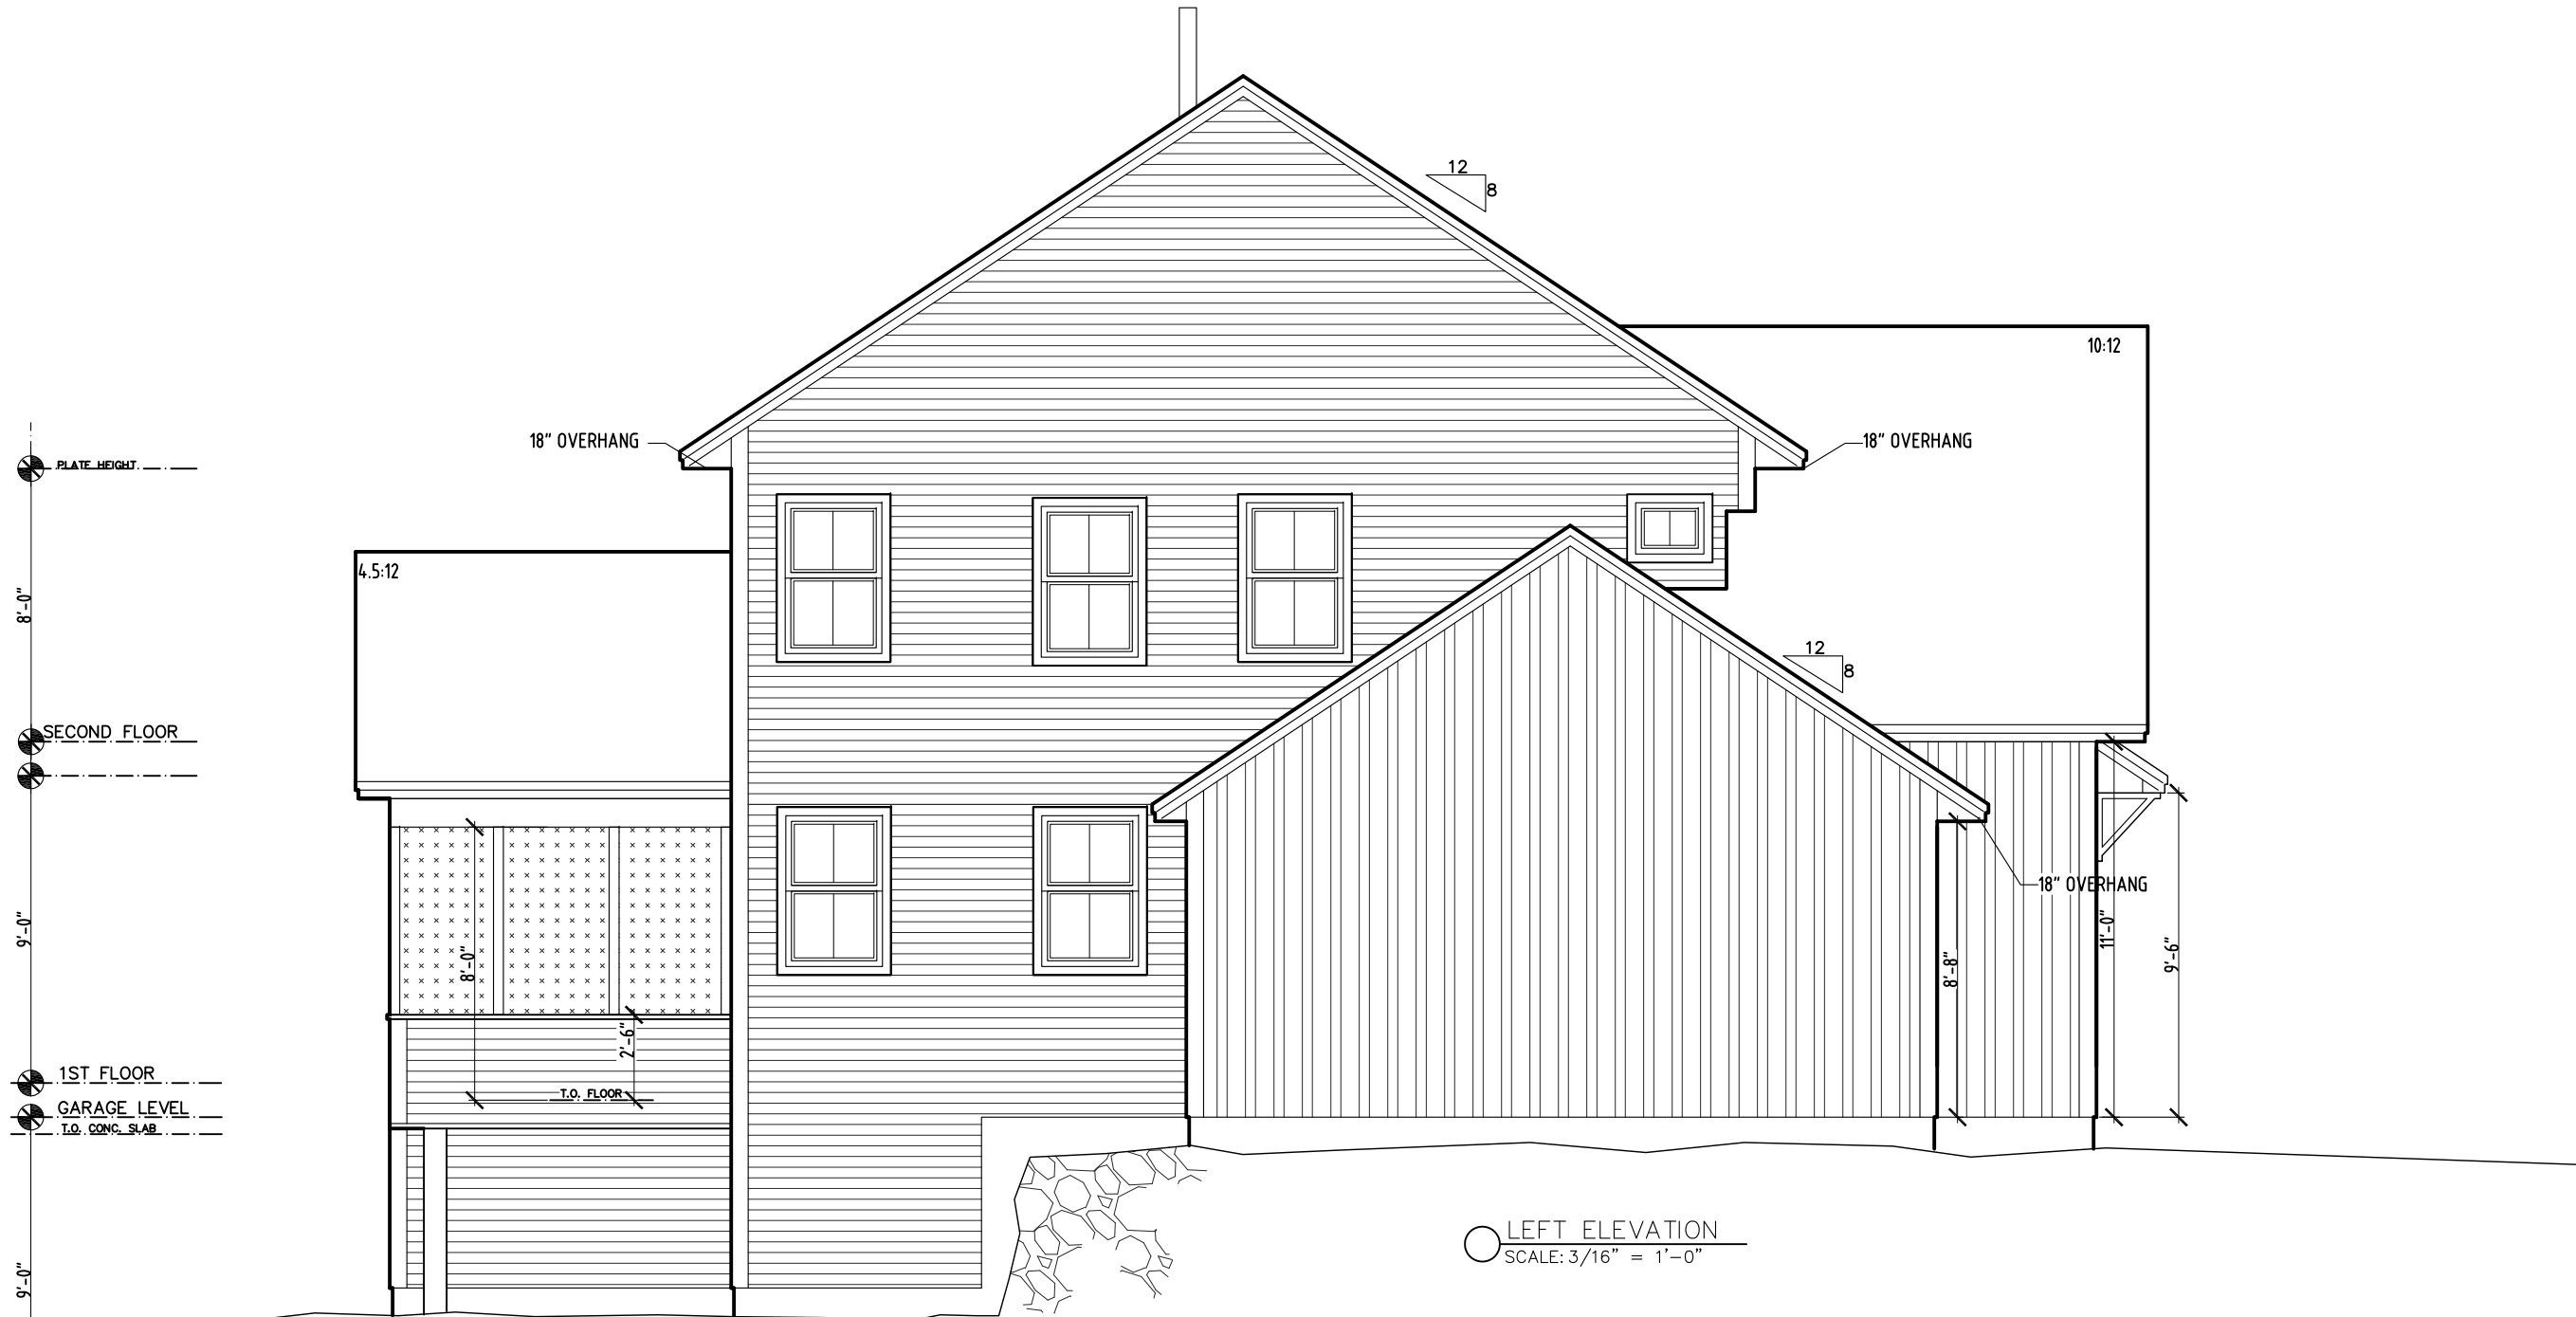 12
8
10:12
18" OVERHANG
18" OVERHANG
PLATE HEIGHT
4.5:12
8'-0"
12
8
SECOND FLOOR
18" OVERHANG
9'-0"
8'-0"
11'-0"
9'-6"
8'-8"
2'-6"
1ST FLOOR
T.O. FLOOR
GARAGE LEVEL
T.O. CONC. SLAB
LEFT ELEVATION
SCALE: 3/16" = 1'-0"
9'-0"